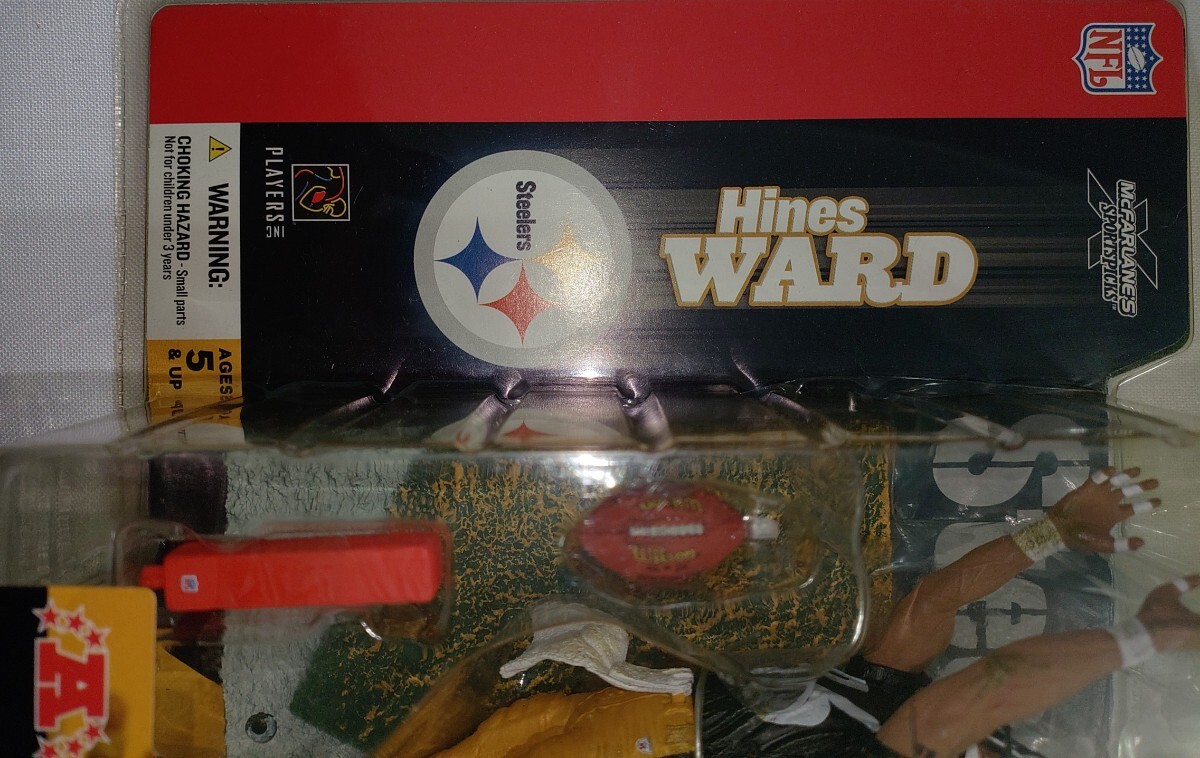 NFL
McFARLANE'S
SPORTSPICKS
Hines
WARD
Steelers
PLAYERS
INC
WARNING:
CHOKING HAZARD - Small parts
Not for children under 3 years
AGES
5
& UP
Wilson
A